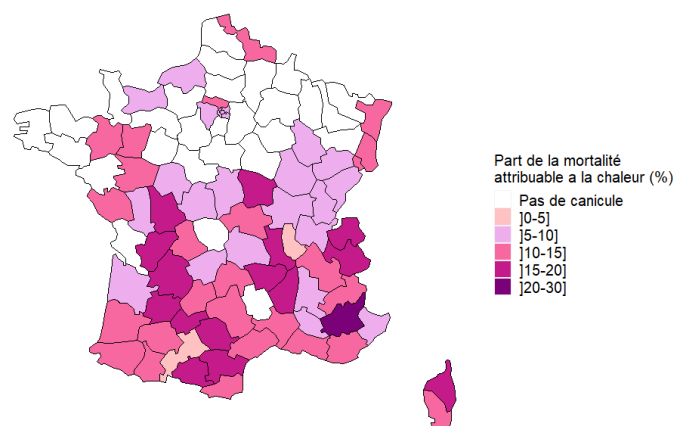 Part de la mortalité
attribuable a la chaleur (%)
Pas de canicule
]0-5]
]5-10]
]10-15]
]15-20]
]20-30]